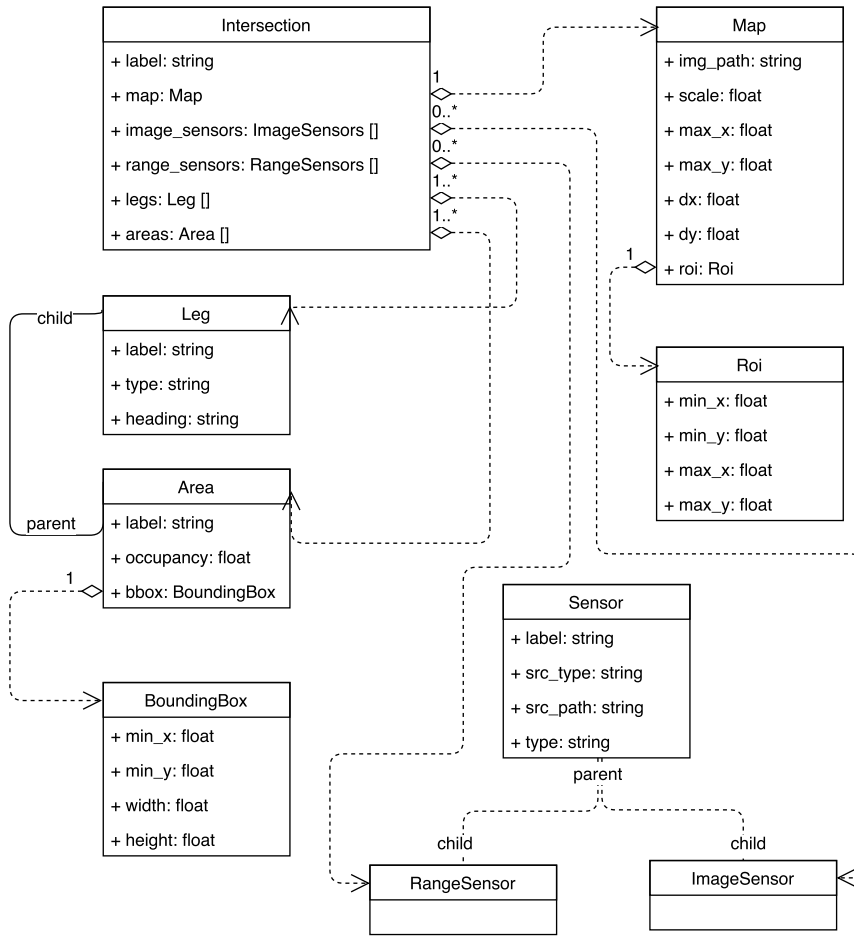 Intersection
+ label: string
+ map: Map
+ image_sensors: ImageSensors []
+ range_sensors: RangeSensors []
+ legs: Leg []
+ areas: Area []
1
0..*
0..*
1..*
1..*
Map
+ img_path: string
+ scale: float
+ max_x: float
+ max_y: float
+ dx: float
+ dy: float
+ roi: Roi
1
Leg
+ label: string
+ type: string
+ heading: string
child
parent
Roi
+ min_x: float
+ min_y: float
+ max_x: float
+ max_y: float
Area
+ label: string
+ occupancy: float
+ bbox: BoundingBox
1
Sensor
+ label: string
+ src_type: string
+ src_path: string
+ type: string
parent
child
child
BoundingBox
+ min_x: float
+ min_y: float
+ width: float
+ height: float
RangeSensor
ImageSensor